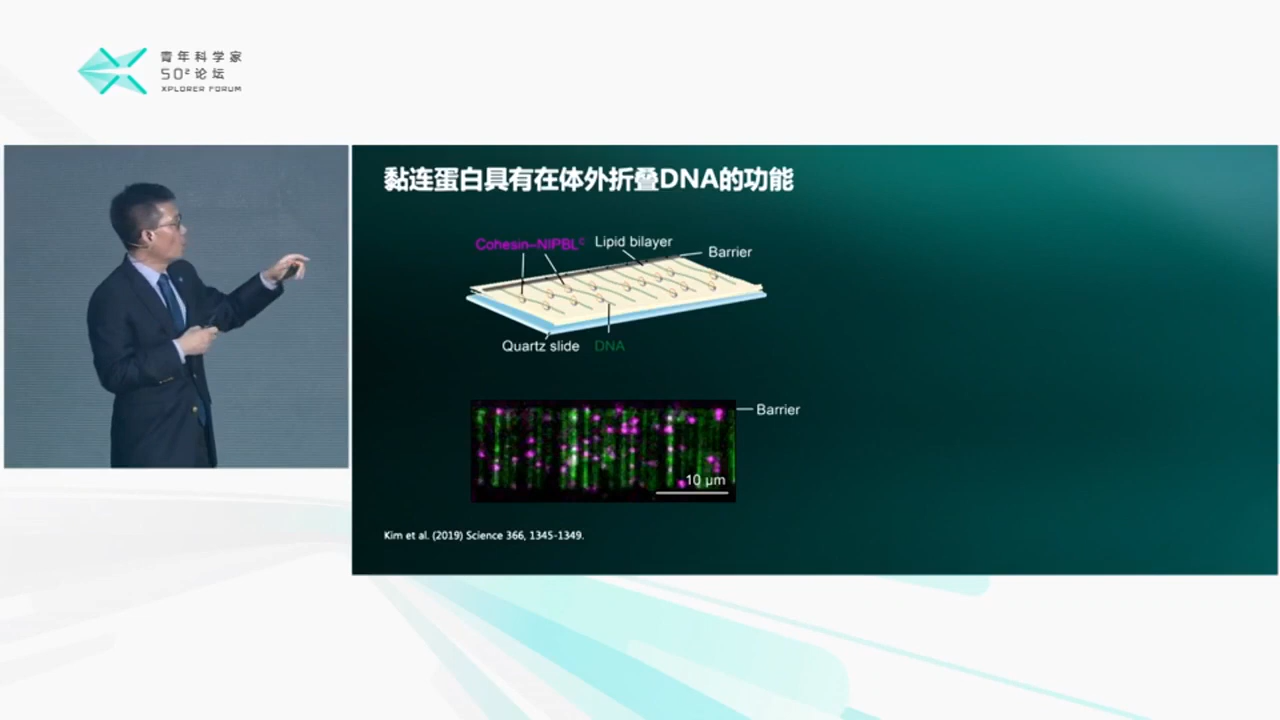 青年科学家
50²论坛
XPLORER FORUM
黏连蛋白具有在体外折叠DNA的功能
Cohesin–NIPBLᶜ
Lipid bilayer
Barrier
Quartz slide
DNA
Barrier
10 μm
Kim et al. (2019) Science 366, 1345-1349.